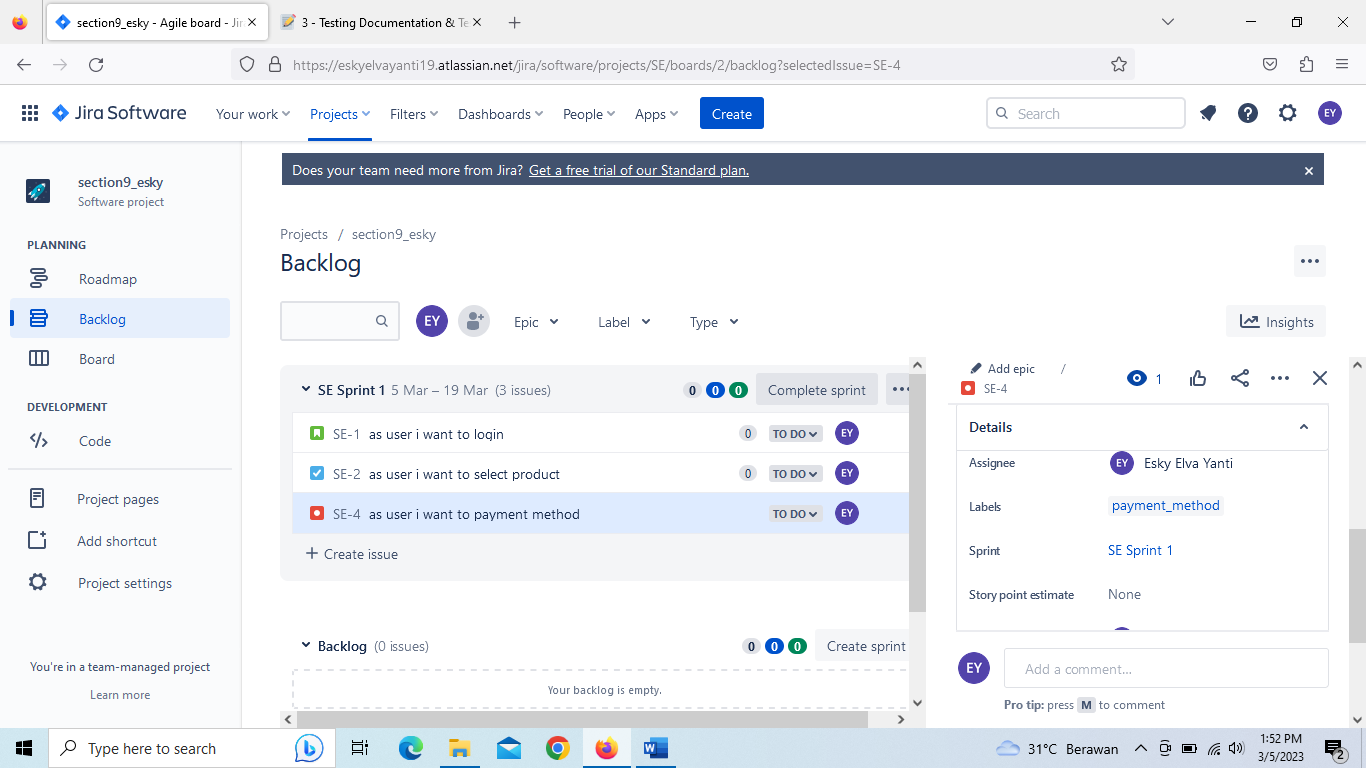 section9_esky - Agile board - Jir
3 - Testing Documentation & Te
https://eskyelvayanti19.atlassian.net/jira/software/projects/SE/boards/2/backlog?selectedIssue=SE-4
Jira Software
Your work
Projects
Filters
Dashboards
People
Apps
Create
Search
EY
section9_esky
Software project
PLANNING
Roadmap
Backlog
Board
DEVELOPMENT
Code
Project pages
Add shortcut
Project settings
You're in a team-managed project
Learn more
Does your team need more from Jira? Get a free trial of our Standard plan.
Projects / section9_esky
Backlog
EY
Epic
Label
Type
Insights
SE Sprint 1 5 Mar – 19 Mar (3 issues) 0 0 0 Complete sprint
SE-1 as user i want to login 0 TO DO EY
SE-2 as user i want to select product 0 TO DO EY
SE-4 as user i want to payment method TO DO EY
+ Create issue
Backlog (0 issues) 0 0 0 Create sprint
Your backlog is empty.
Add epic /
SE-4
1
Details
Assignee EY Esky Elva Yanti
Labels payment_method
Sprint SE Sprint 1
Story point estimate None
EY Add a comment…
Pro tip: press M to comment
Type here to search
31°C Berawan
1:52 PM
3/5/2023
2